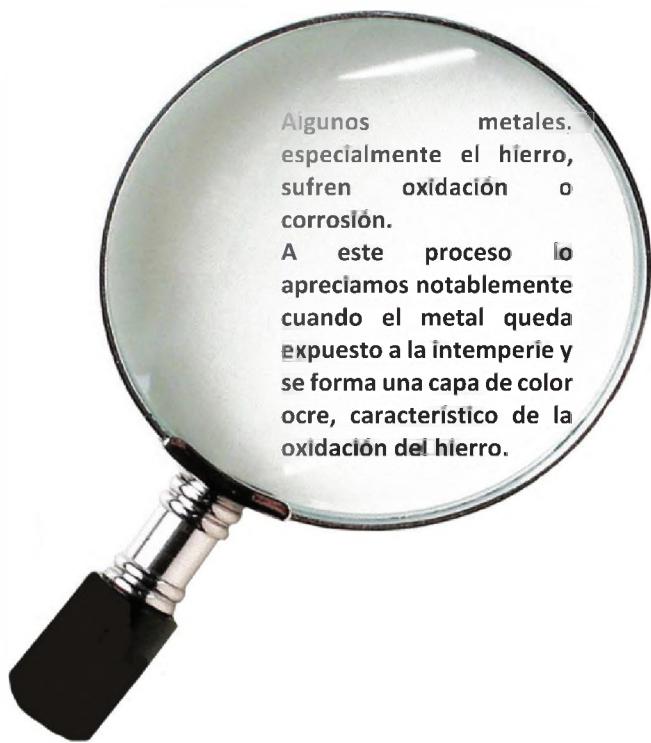 Algunos metales,
especialmente el hierro,
sufren oxidación o
corrosión.
A este proceso lo
apreciamos notablemente
cuando el metal queda
expuesto a la intemperie y
se forma una capa de color
ocre, característico de la
oxidación del hierro.